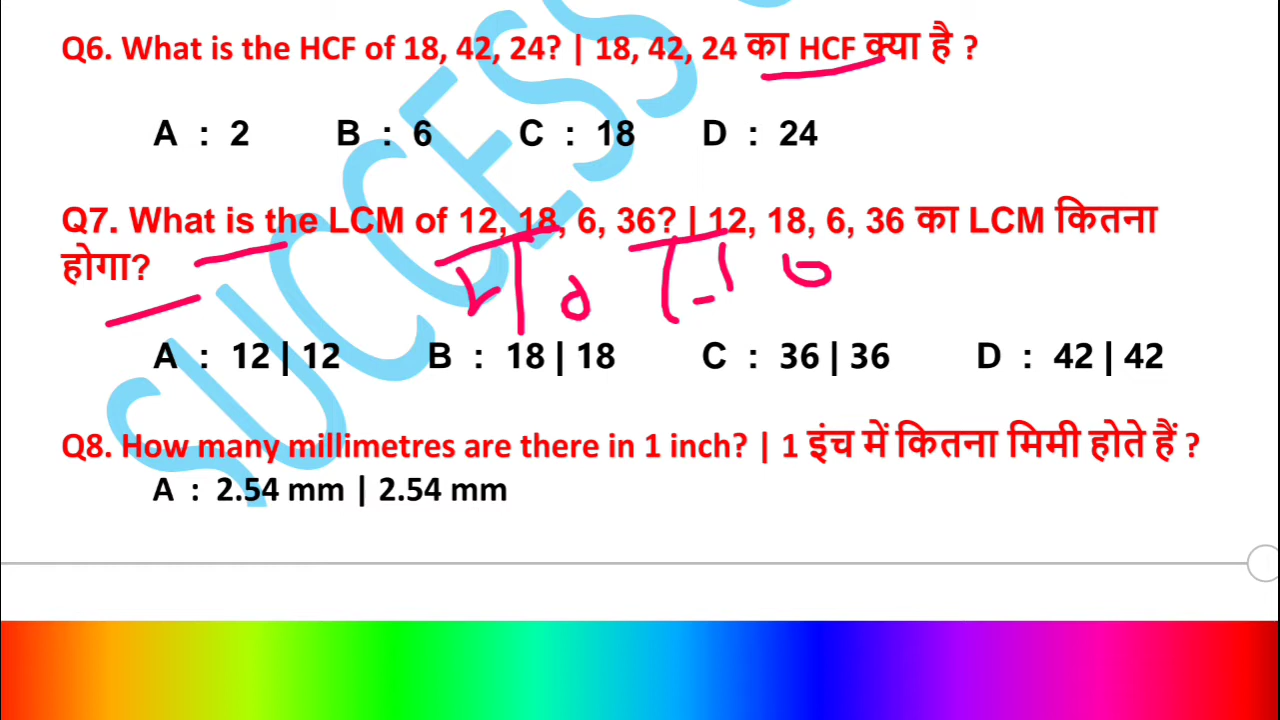 Q6. What is the HCF of 18, 42, 24? | 18, 42, 24 का HCF क्या है ?
A : 2 B : 6 C : 18 D : 24
Q7. What is the LCM of 12, 18, 6, 36? | 12, 18, 6, 36 का LCM कितना
होगा?
A : 12 | 12 B : 18 | 18 C : 36 | 36 D : 42 | 42
Q8. How many millimetres are there in 1 inch? | 1 इंच में कितना मिमी होते हैं ?
A : 2.54 mm | 2.54 mm
SUCCESS